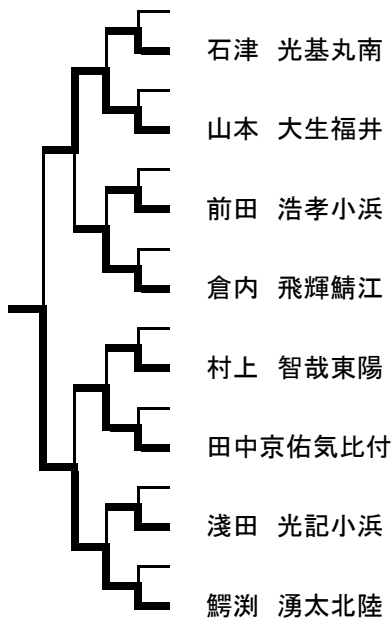 石津 光基丸南
山本 大生福井
前田 浩孝小浜
倉内 飛輝鯖江
村上 智哉東陽
田中京佑気比付
淺田 光記小浜
鰐渕 湧太北陸